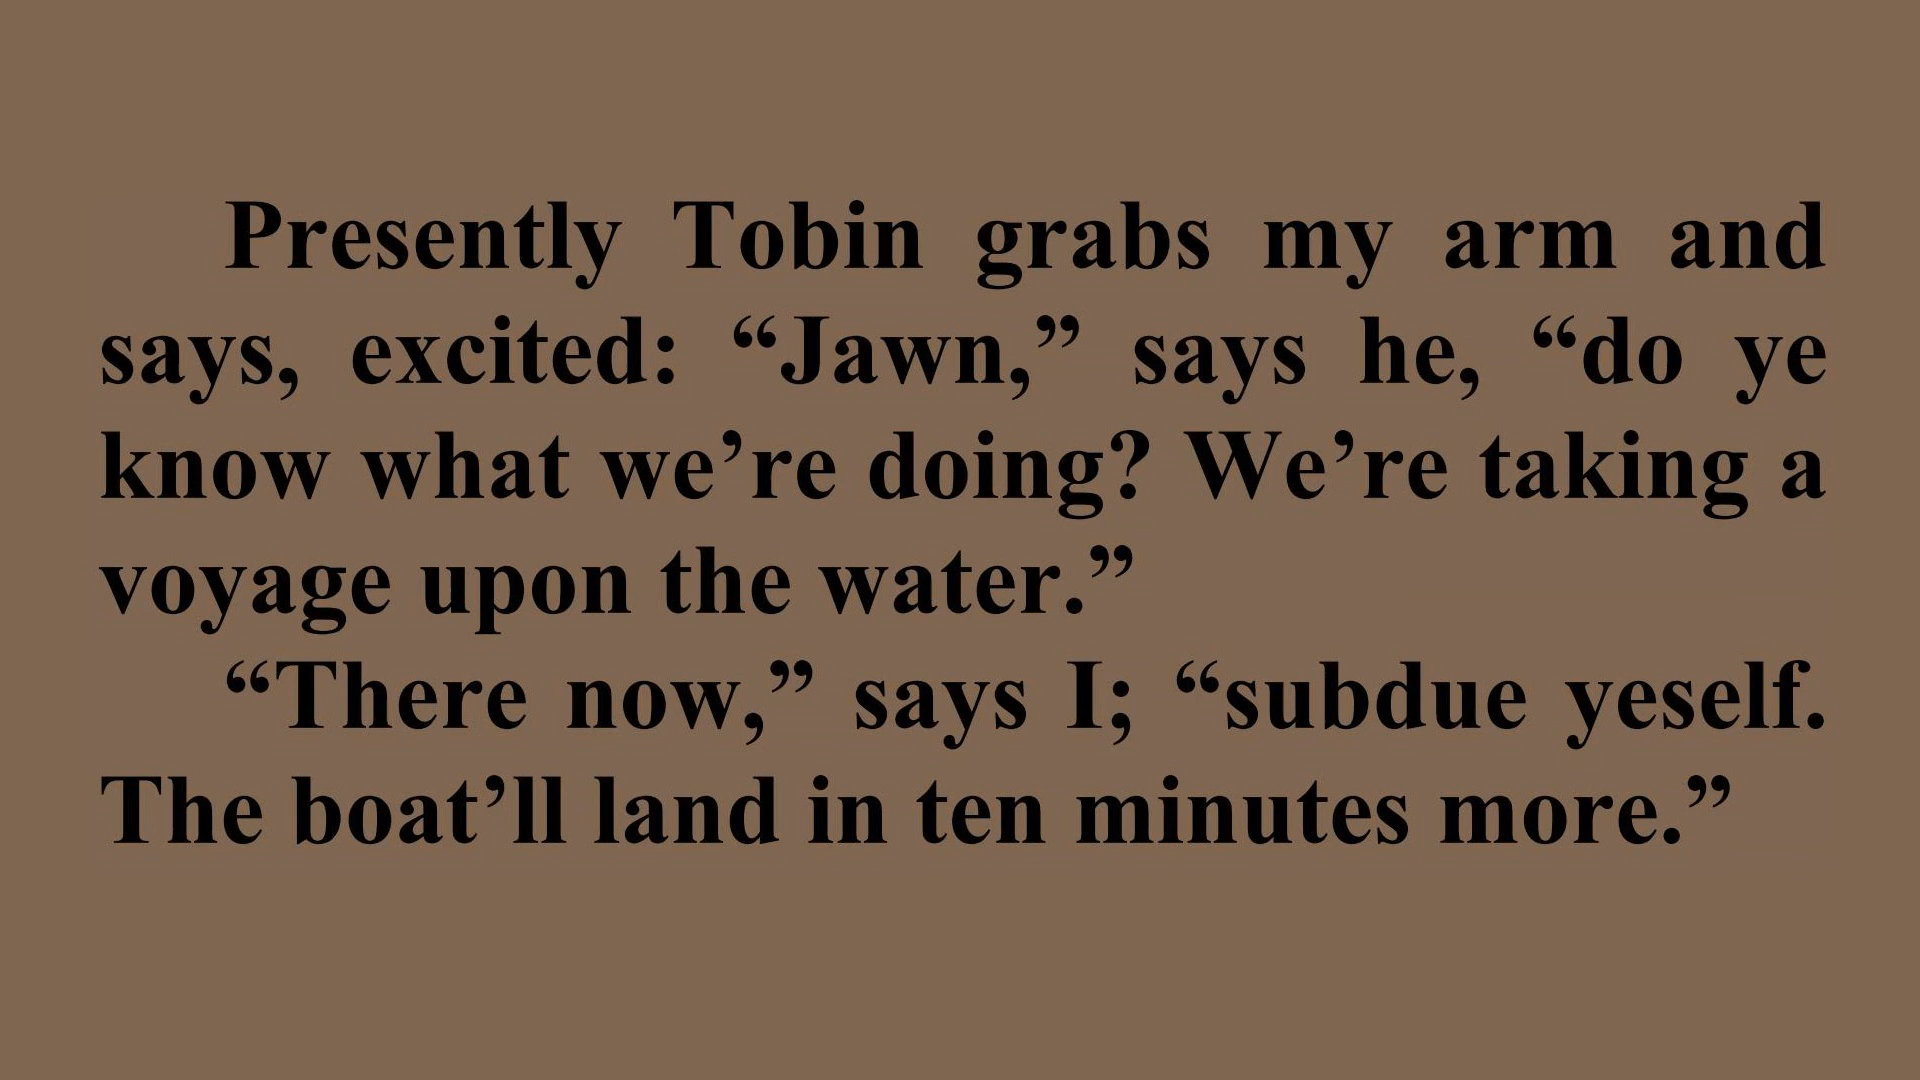 Presently Tobin grabs my arm and
says, excited: “Jawn,” says he, “do ye
know what we’re doing? We’re taking a
voyage upon the water.”
“There now,” says I; “subdue yeself.
The boat’ll land in ten minutes more.”